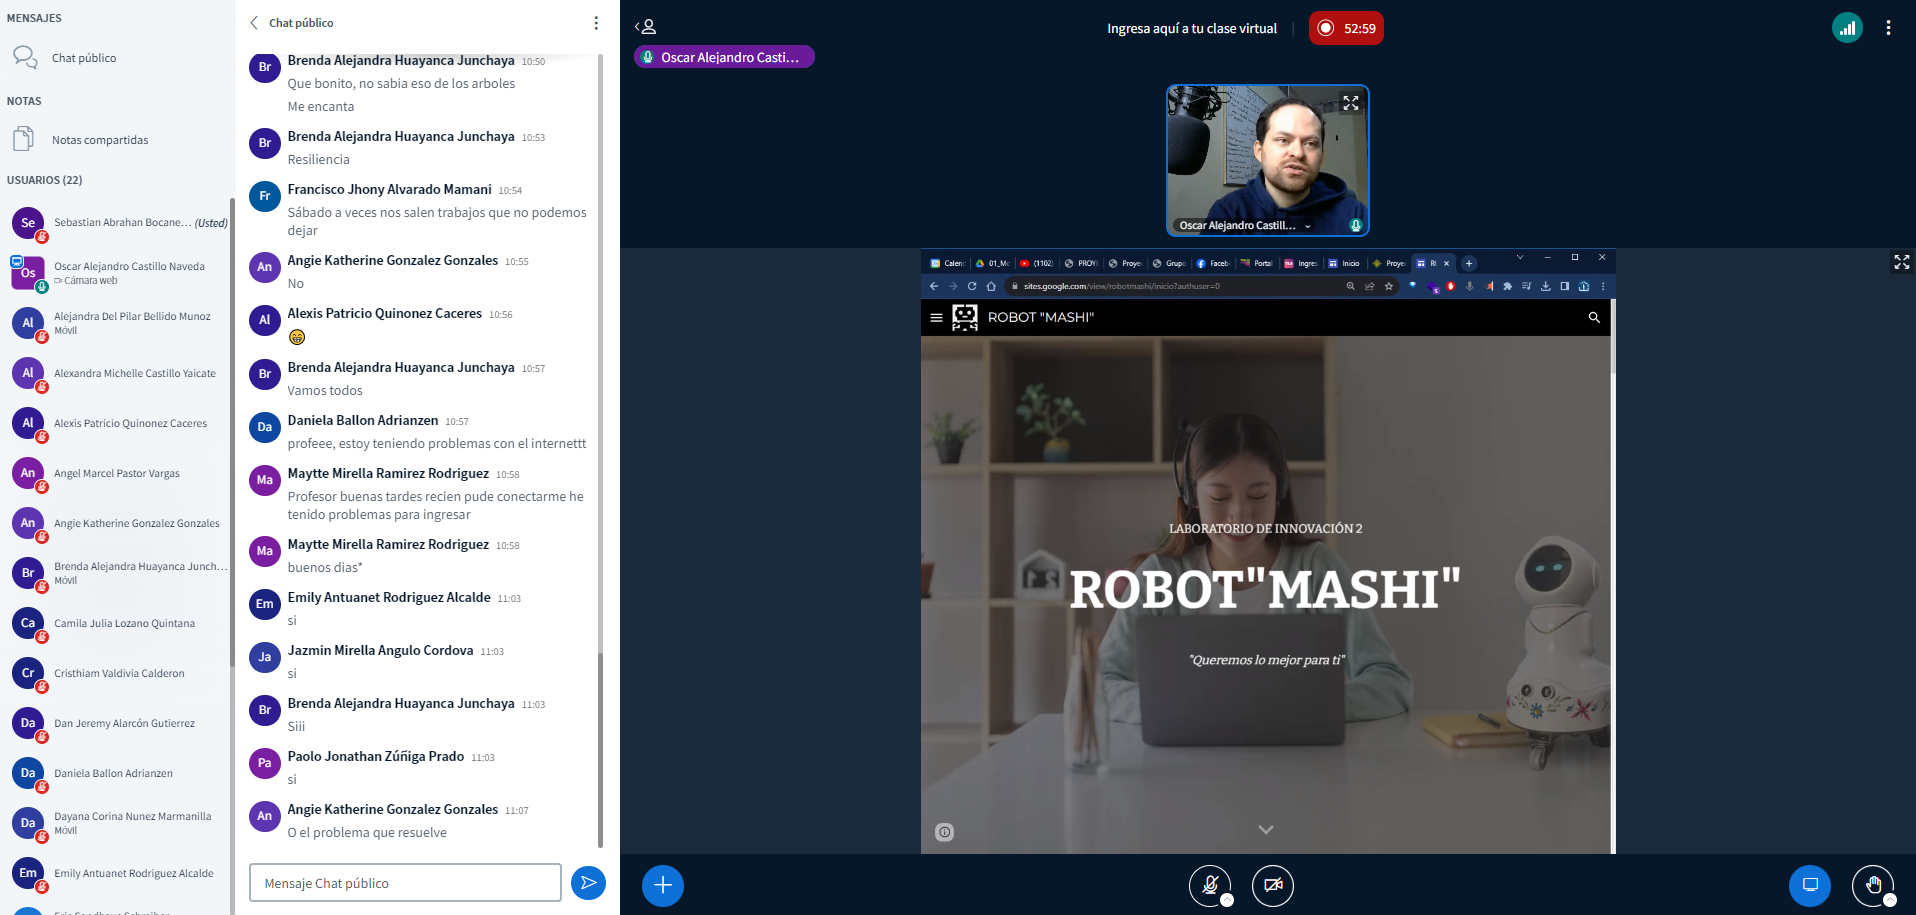 MENSAJES
Chat público
NOTAS
Notas compartidas
USUARIOS (22)
Se
Sebastian Abrahan Bocane... (Usted)
Os
Oscar Alejandro Castillo Naveda
Cámara web
Al
Alejandra Del Pilar Bellido Munoz
Móvil
Al
Alexandra Michelle Castillo Yaicate
Al
Alexis Patricio Quinonez Caceres
An
Angel Marcel Pastor Vargas
An
Angie Katherine Gonzalez Gonzales
Br
Brenda Alejandra Huayanca Junch...
Móvil
Ca
Camila Julia Lozano Quintana
Cr
Cristhiam Valdivia Calderon
Da
Dan Jeremy Alarcón Gutierrez
Da
Daniela Ballon Adrianzen
Da
Dayana Corina Nunez Marmanilla
Móvil
Em
Emily Antuanet Rodriguez Alcalde
Chat público
Br
Brenda Alejandra Huayanca Junchaya 10:50
Que bonito, no sabia eso de los arboles
Me encanta
Br
Brenda Alejandra Huayanca Junchaya 10:53
Resiliencia
Fr
Francisco Jhony Alvarado Mamani 10:54
Sábado a veces nos salen trabajos que no podemos
dejar
An
Angie Katherine Gonzalez Gonzales 10:55
No
Al
Alexis Patricio Quinonez Caceres 10:56
😁
Br
Brenda Alejandra Huayanca Junchaya 10:57
Vamos todos
Da
Daniela Ballon Adrianzen 10:57
profeee, estoy teniendo problemas con el internettt
Ma
Maytte Mirella Ramirez Rodriguez 10:58
Profesor buenas tardes recien pude conectarme he
tenido problemas para ingresar
Ma
Maytte Mirella Ramirez Rodriguez 10:58
buenos dias*
Em
Emily Antuanet Rodriguez Alcalde 11:03
si
Ja
Jazmin Mirella Angulo Cordova 11:03
si
Br
Brenda Alejandra Huayanca Junchaya 11:03
Siii
Pa
Paolo Jonathan Zúñiga Prado 11:03
si
An
Angie Katherine Gonzalez Gonzales 11:07
O el problema que resuelve
Mensaje Chat público
Ingresa aquí a tu clase virtual
52:59
Oscar Alejandro Casti...
Oscar Alejandro Castill...
Calenc
01_Mc
(1102)
PROYE
Proye
Grupo
Faceb
Portal
Ingres
Inicio
Proye
sites.google.com/view/robotmashi/inicio?authuser=0
ROBOT "MASHI"
LABORATORIO DE INNOVACIÓN 2
ROBOT"MASHI"
"Queremos lo mejor para ti"